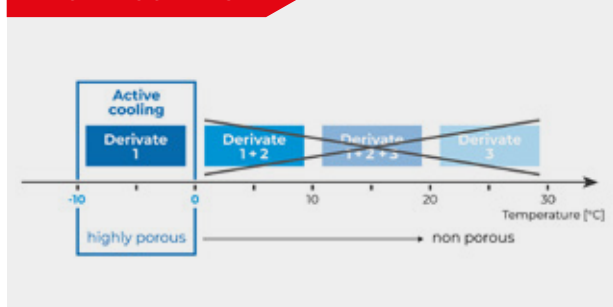 Active
cooling
Derivate
1
Derivate
1 + 2
Derivate
1 + 2 + 3
Derivate
3
-10
0
10
20
30
Temperature [°C]
highly porous
non porous